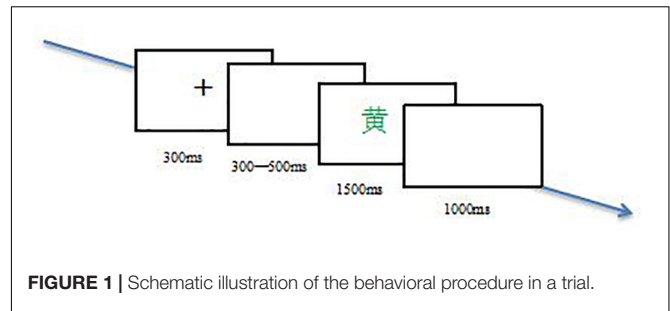 +
黄
300ms
300—500ms
1500ms
1000ms
FIGURE 1 | Schematic illustration of the behavioral procedure in a trial.